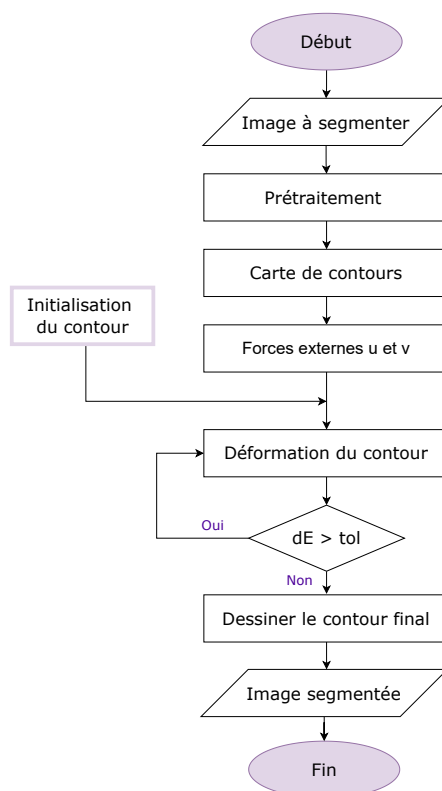 Début
Image à segmenter
Prétraitement
Carte de contours
Initialisation
du contour
Forces externes u et v
Déformation du contour
Oui
dE > tol
Non
Dessiner le contour final
Image segmentée
Fin